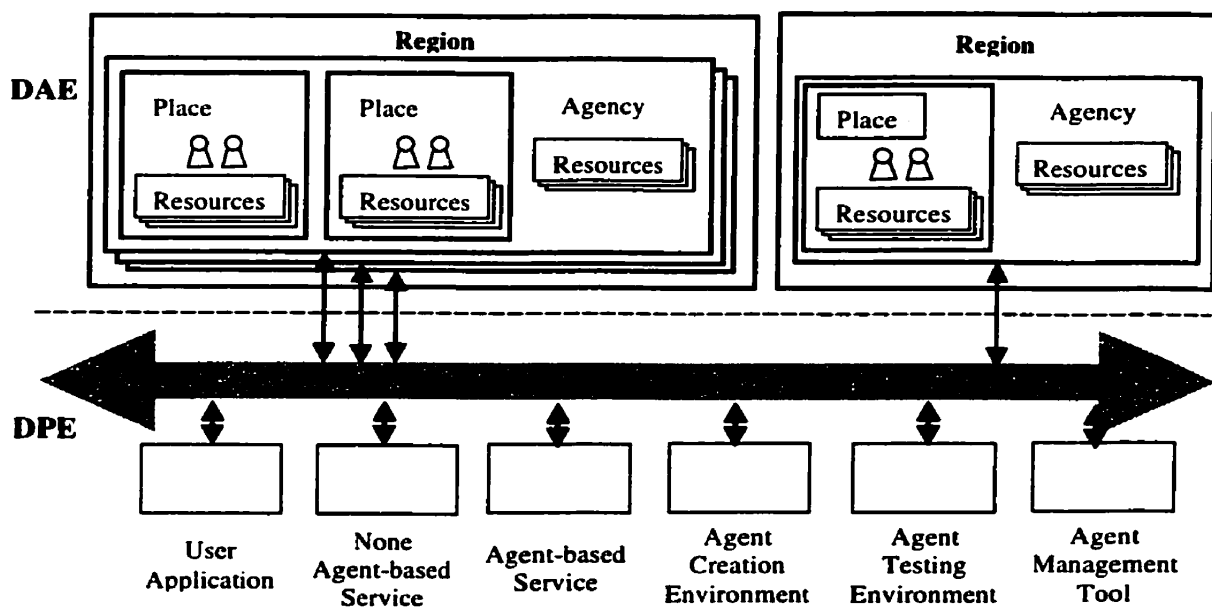 Region
Region
DAE
Place
Place
Agency
Place
Agency
Resources
Resources
Resources
Resources
Resources
DPE
User
Application
None
Agent-based
Service
Agent-based
Service
Agent
Creation
Environment
Agent
Testing
Environment
Agent
Management
Tool